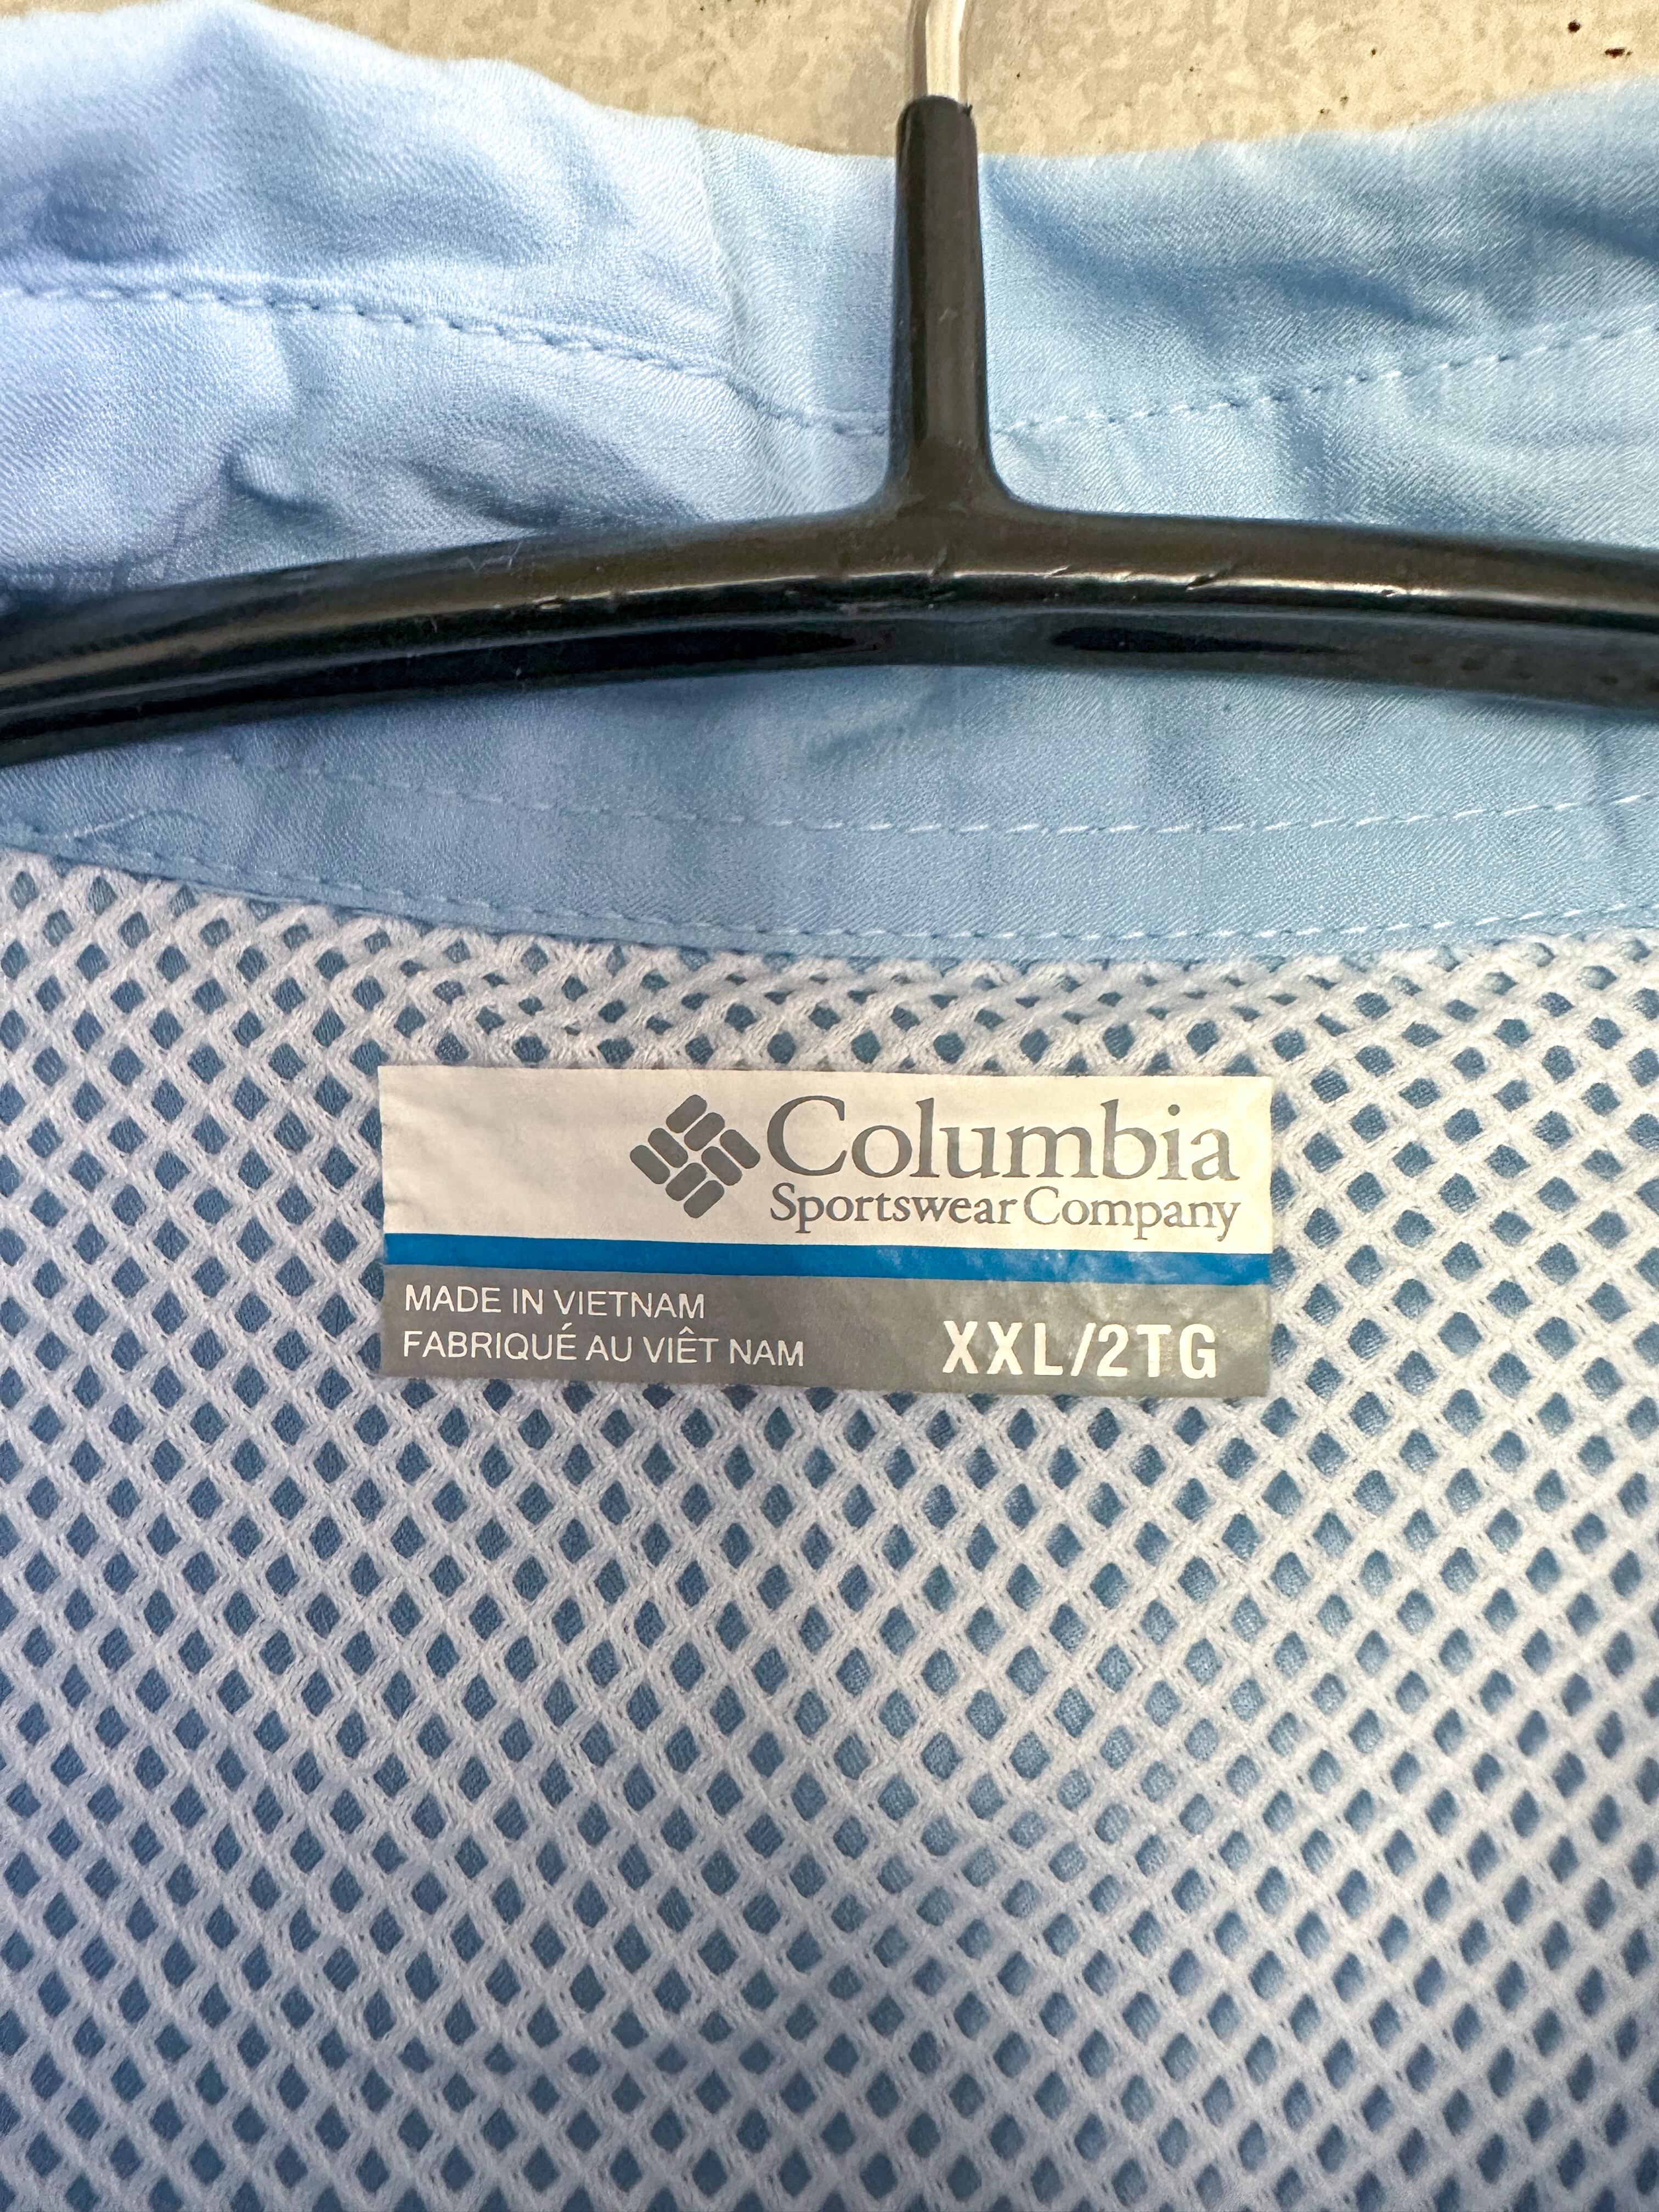 Columbia
Sportswear Company
MADE IN VIETNAM
FABRIQUÉ AU VIÊT NAM
XXL/2TG